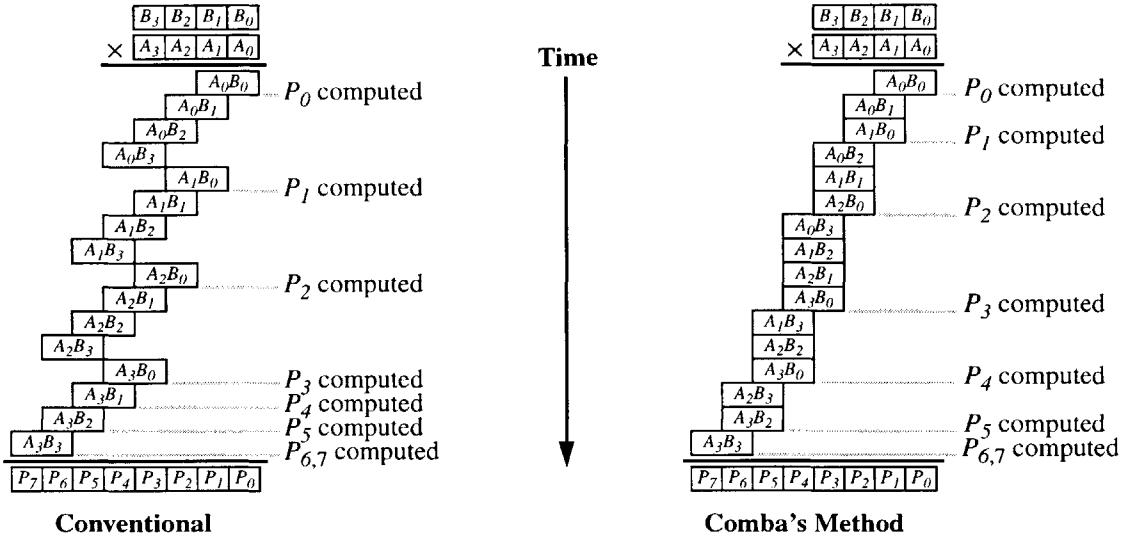 B3 B2 B1 B0
× A3 A2 A1 A0
A0B0
P0 computed
A0B1
A0B2
A0B3
A1B0
P1 computed
A1B1
A1B2
A1B3
A2B0
P2 computed
A2B1
A2B2
A2B3
A3B0
P3 computed
A3B1
P4 computed
A3B2
P5 computed
A3B3
P6,7 computed
P7 P6 P5 P4 P3 P2 P1 P0
Conventional
Time
B3 B2 B1 B0
× A3 A2 A1 A0
A0B0
P0 computed
A0B1
A1B0
P1 computed
A0B2
A1B1
A2B0
P2 computed
A0B3
A1B2
A2B1
A3B0
P3 computed
A1B3
A2B2
A3B0
P4 computed
A2B3
A3B2
P5 computed
A3B3
P6,7 computed
P7 P6 P5 P4 P3 P2 P1 P0
Comba's Method